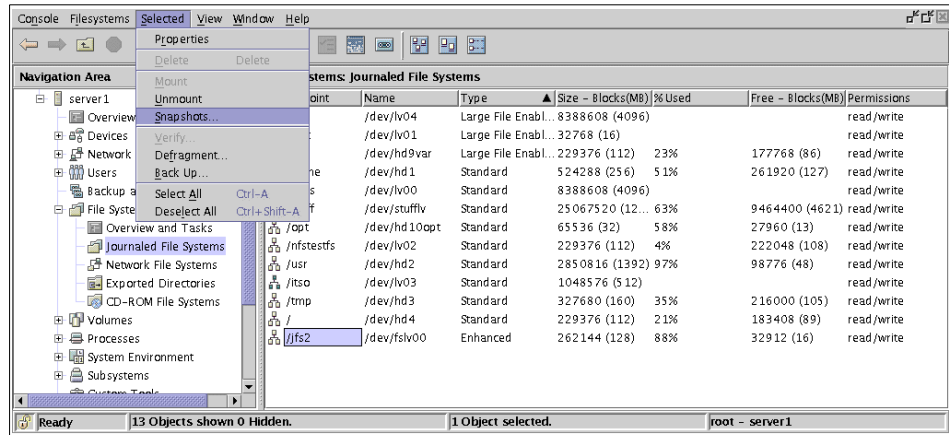 Console Filesystems Selected View Window Help
Properties
Delete Delete
Mount
Unmount
Snapshots...
Verify...
Defragment...
Back Up...
Select All Ctrl-A
Deselect All Ctrl+Shift-A
Navigation Area
stems: Journaled File Systems
server1
Overview
Devices
Network
Users
Backup a
File Syste
Overview and Tasks
Journaled File Systems
Network File Systems
Exported Directories
CD-ROM File Systems
Volumes
Processes
System Environment
Subsystems
Custom Tools
oint Name Type Size - Blocks(MB) % Used Free - Blocks(MB) Permissions
/dev/lv04 Large File Enabl... 8388608 (4096) read/write
/dev/lv01 Large File Enabl... 32768 (16) read/write
/dev/hd9var Large File Enabl... 229376 (112) 23% 177768 (86) read/write
ne /dev/hd1 Standard 524288 (256) 51% 261920 (127) read/write
s /dev/lv00 Standard 8388608 (4096) read/write
f /dev/stufflv Standard 25067520 (12... 63% 9464400 (4621) read/write
/opt /dev/hd10opt Standard 65536 (32) 58% 27960 (13) read/write
/nfstestfs /dev/lv02 Standard 229376 (112) 4% 222048 (108) read/write
/usr /dev/hd2 Standard 2850816 (1392) 97% 98776 (48) read/write
/itso /dev/lv03 Standard 1048576 (512) read/write
/tmp /dev/hd3 Standard 327680 (160) 35% 216000 (105) read/write
/ /dev/hd4 Standard 229376 (112) 21% 183408 (89) read/write
/jfs2 /dev/fslv00 Enhanced 262144 (128) 88% 32912 (16) read/write
Ready 13 Objects shown 0 Hidden. 1 Object selected. root - server1